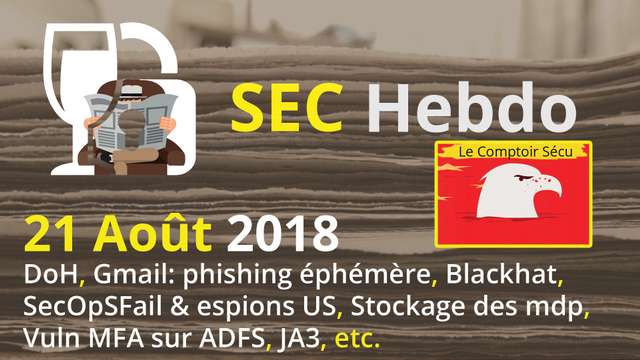 SEC Hebdo
Le Comptoir Sécu
21 Août 2018
DoH, Gmail: phishing éphémère, Blackhat,
SecOpSFail & espions US, Stockage des mdp,
Vuln MFA sur ADFS, JA3, etc.